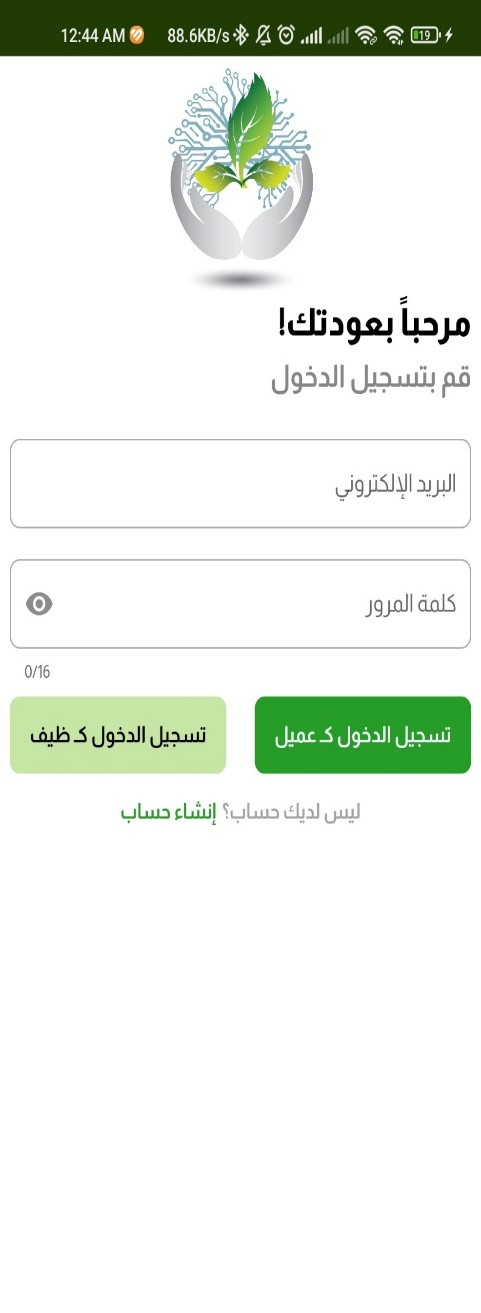 12:44 AM 88.6KB/s 19
مرحباً بعودتك!
قم بتسجيل الدخول
البريد الإلكتروني
كلمة المرور
0/16
تسجيل الدخول كـ عميل
تسجيل الدخول كـ ظيف
ليس لديك حساب؟ إنشاء حساب